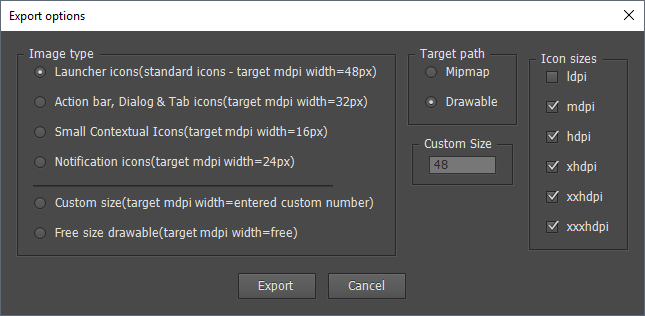 Export options
Image type
Launcher icons(standard icons - target mdpi width=48px)
Action bar, Dialog & Tab icons(target mdpi width=32px)
Small Contextual Icons(target mdpi width=16px)
Notification icons(target mdpi width=24px)
Custom size(target mdpi width=entered custom number)
Free size drawable(target mdpi width=free)
Target path
Mipmap
Drawable
Custom Size
48
Icon sizes
ldpi
mdpi
hdpi
xhdpi
xxhdpi
xxxhdpi
Export
Cancel